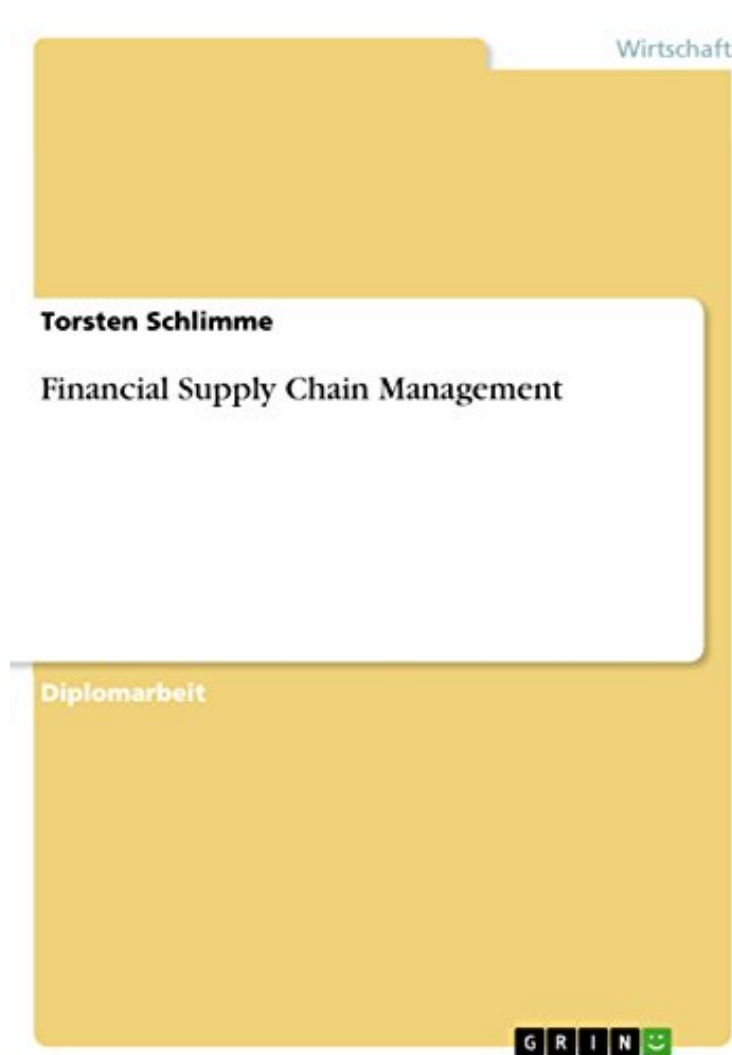 Wirtschaft
Torsten Schlimme
Financial Supply Chain Management
Diplomarbeit
GRIN